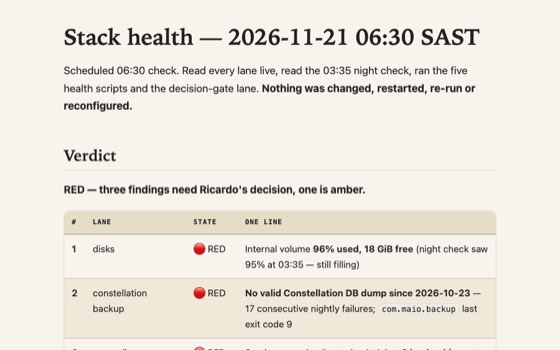 Stack health — 2026-11-21 06:30 SAST
Scheduled 06:30 check. Read every lane live, read the 03:35 night check, ran the five
health scripts and the decision-gate lane. Nothing was changed, restarted, re-run or
reconfigured.
Verdict
RED — three findings need Ricardo's decision, one is amber.
# LANE STATE ONE LINE
1 disks 🔴 RED Internal volume 96% used, 18 GiB free (night check saw
95% at 03:35 — still filling)
2 constellation 🔴 RED No valid Constellation DB dump since 2026-10-23 —
backup 17 consecutive nightly failures; com.maio.backup last
exit code 9